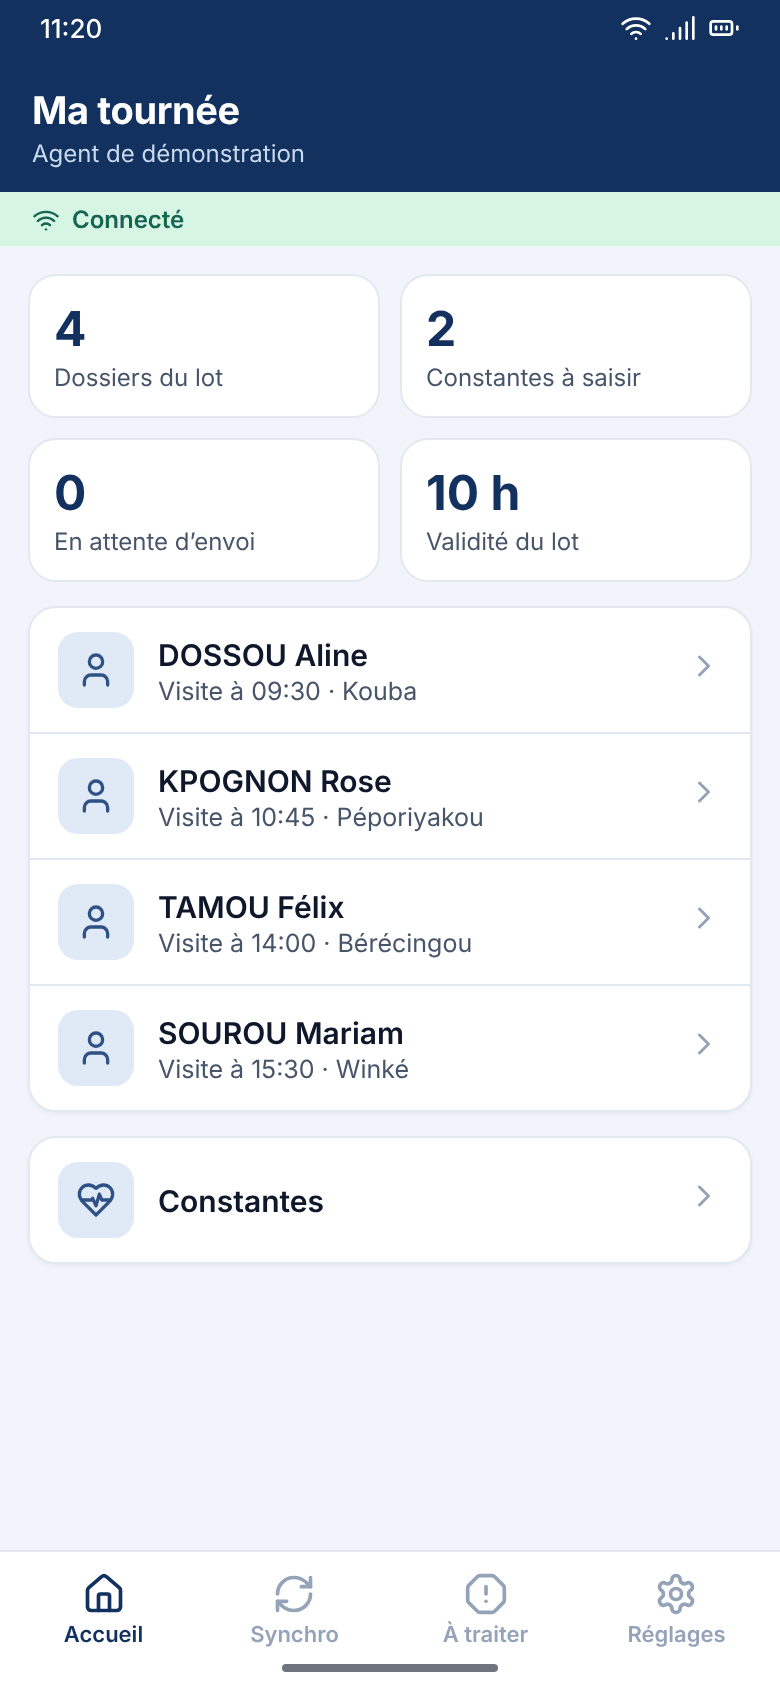 11:20
Ma tournée
Agent de démonstration
Connecté
4
Dossiers du lot
2
Constantes à saisir
0
En attente d’envoi
10 h
Validité du lot
DOSSOU Aline
Visite à 09:30 · Kouba
KPOGNON Rose
Visite à 10:45 · Péporiyakou
TAMOU Félix
Visite à 14:00 · Bérécingou
SOUROU Mariam
Visite à 15:30 · Winké
Constantes
Accueil
Synchro
À traiter
Réglages